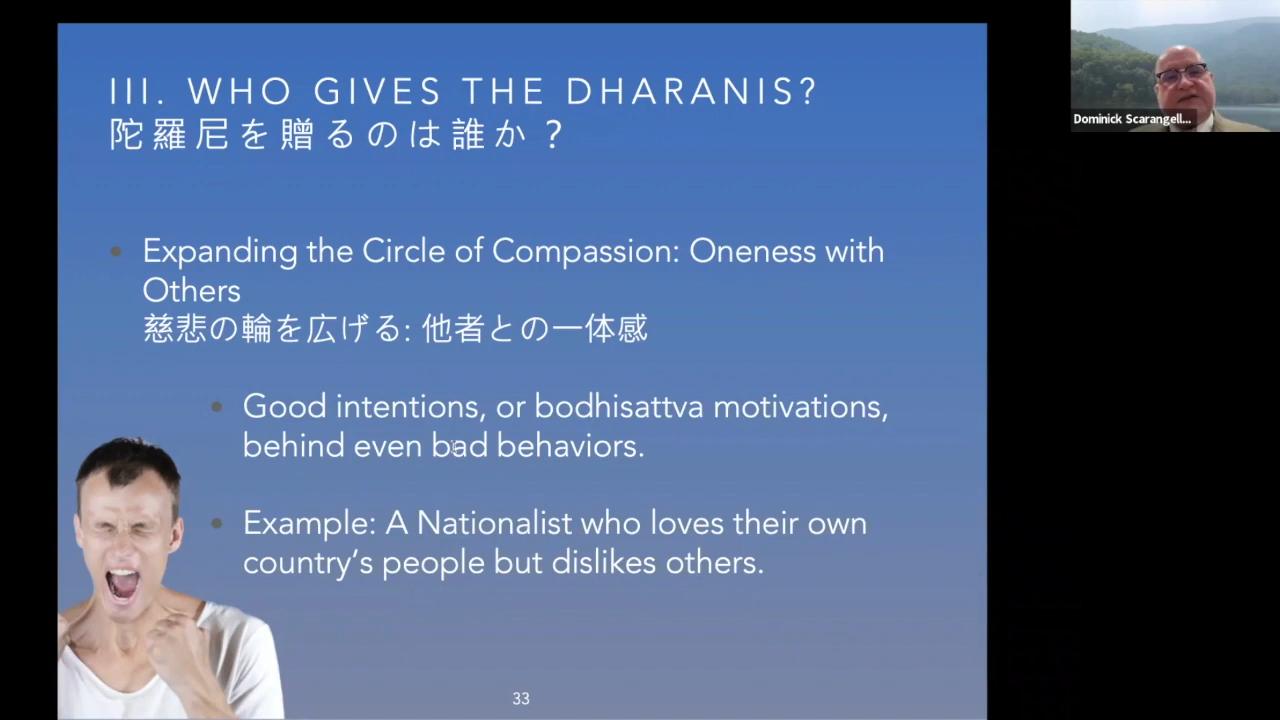 III. WHO GIVES THE DHARANIS?
陀羅尼を贈るのは誰か？
Dominick Scarangell...
• Expanding the Circle of Compassion: Oneness with
Others
慈悲の輪を広げる: 他者との一体感
• Good intentions, or bodhisattva motivations,
behind even bad behaviors.
• Example: A Nationalist who loves their own
country’s people but dislikes others.
33